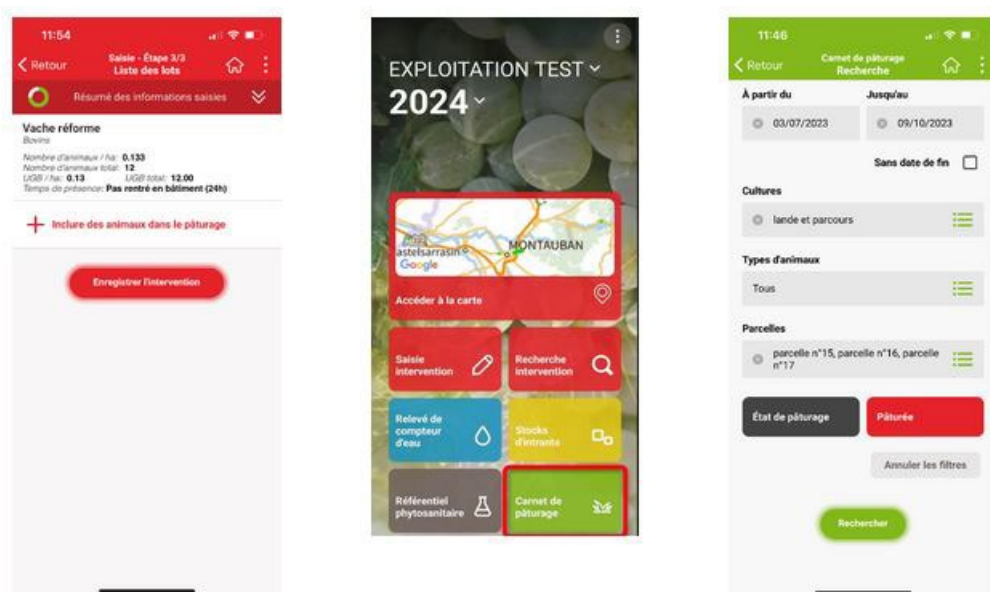 11:54
Retour
Saisie - Étape 3/3
Liste des lots
Résumé des informations saisies
Vache réforme
Bovins
Nombre d'animaux / ha: 0.133
Nombre d'animaux total: 12
UGB / ha: 0.13 UGB total: 12.00
Temps de présence: Pas rentré en bâtiment (24h)
Inclure des animaux dans le pâturage
Enregistrer l'intervention
EXPLOITATION TEST
2024
astelsarrasin
MONTAUBAN
Google
Accéder à la carte
Saisie
intervention
Recherche
intervention
Relevé de
compteur
d'eau
Stocks
d'intrants
Référentiel
phytosanitaire
Carnet de
pâturage
11:46
Retour
Carnet de pâturage
Recherche
À partir du
Jusqu'au
03/07/2023
09/10/2023
Sans date de fin
Cultures
lande et parcours
Types d'animaux
Tous
Parcelles
parcelle n°15, parcelle n°16, parcelle
n°17
État de pâturage
Pâturée
Annuler les filtres
Rechercher